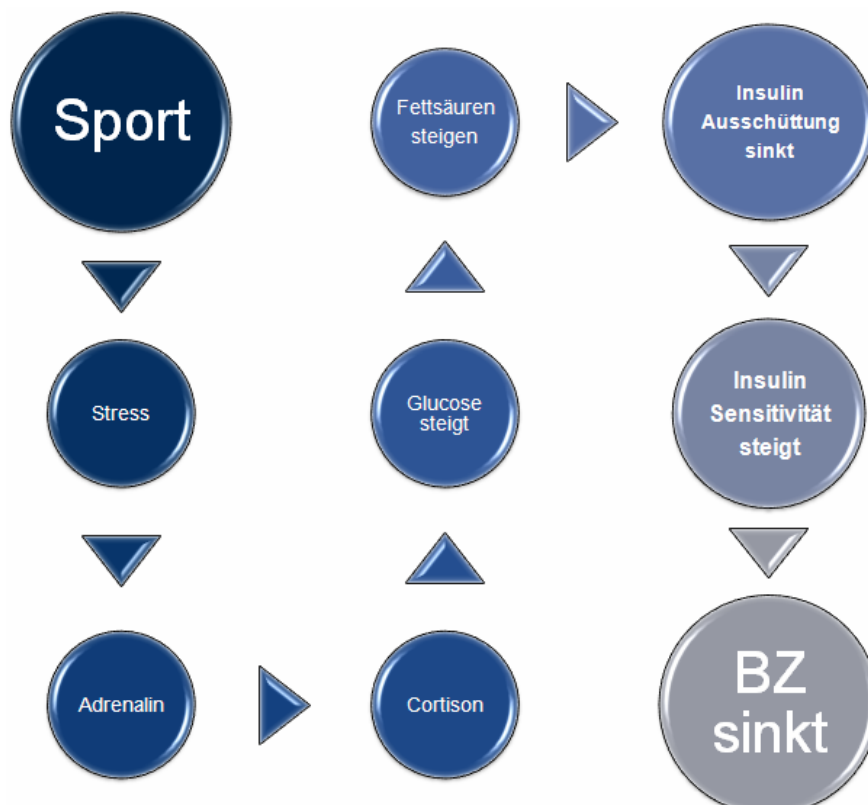 Sport
Stress
Adrenalin
Cortison
Glucose
steigt
Fettsäuren
steigen
Insulin
Ausschüttung
sinkt
Insulin
Sensitivität
steigt
BZ
sinkt